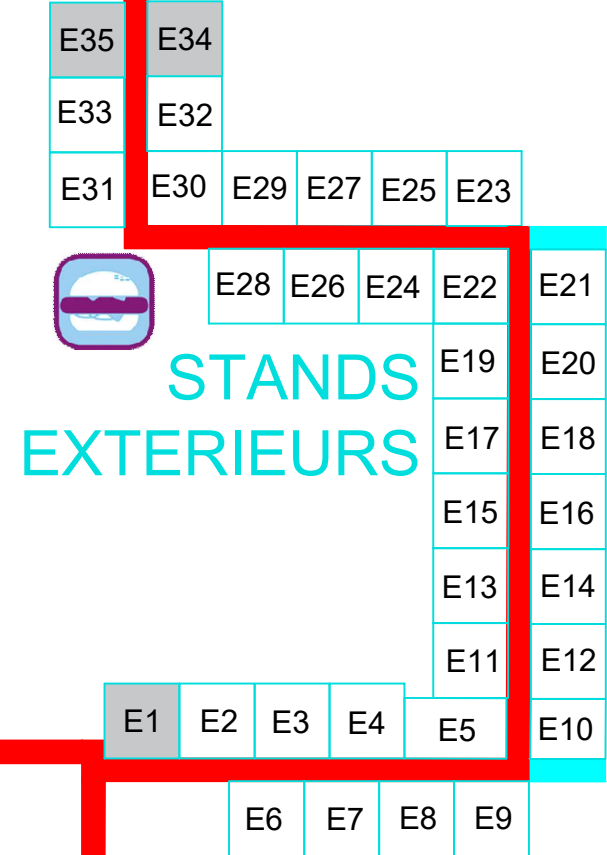 E35 E34
E33 E32
E31 E30 E29 E27 E25 E23
E28 E26 E24 E22 E21
STANDS
EXTERIEURS
E19 E20
E17 E18
E15 E16
E13 E14
E11 E12
E1 E2 E3 E4 E5 E10
E6 E7 E8 E9